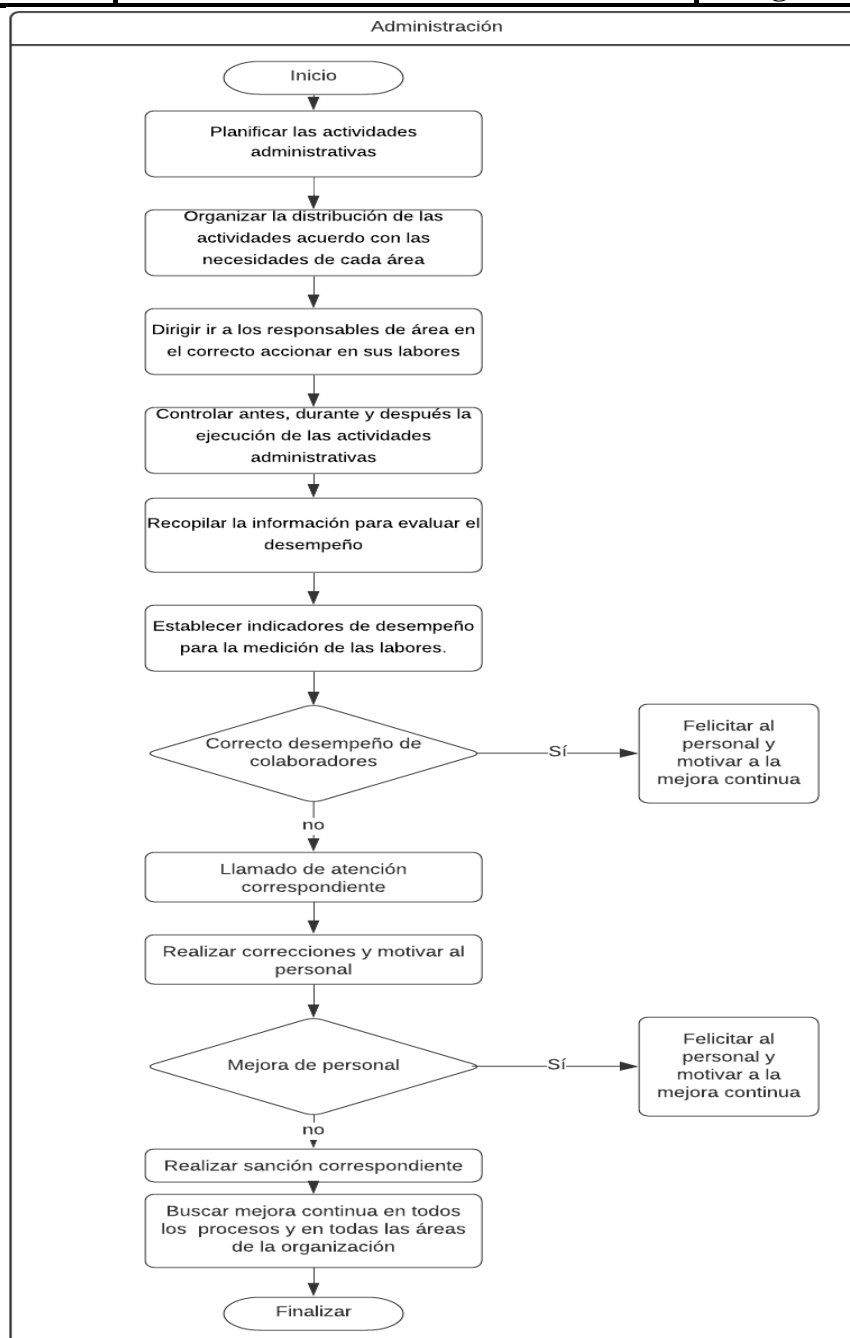 Administración
Inicio
Planificar las actividades
administrativas
Organizar la distribución de las
actividades acuerdo con las
necesidades de cada área
Dirigir ir a los responsables de área en
el correcto accionar en sus labores
Controlar antes, durante y después la
ejecución de las actividades
administrativas
Recopilar la información para evaluar el
desempeño
Establecer indicadores de desempeño
para la medición de las labores.
Correcto desempeño de
colaboradores
Sí
Felicitar al
personal y
motivar a la
mejora continua
no
Llamado de atención
correspondiente
Realizar correcciones y motivar al
personal
Mejora de personal
Sí
Felicitar al
personal y
motivar a la
mejora continua
no
Realizar sanción correspondiente
Buscar mejora continua en todos
los procesos y en todas las áreas
de la organización
Finalizar